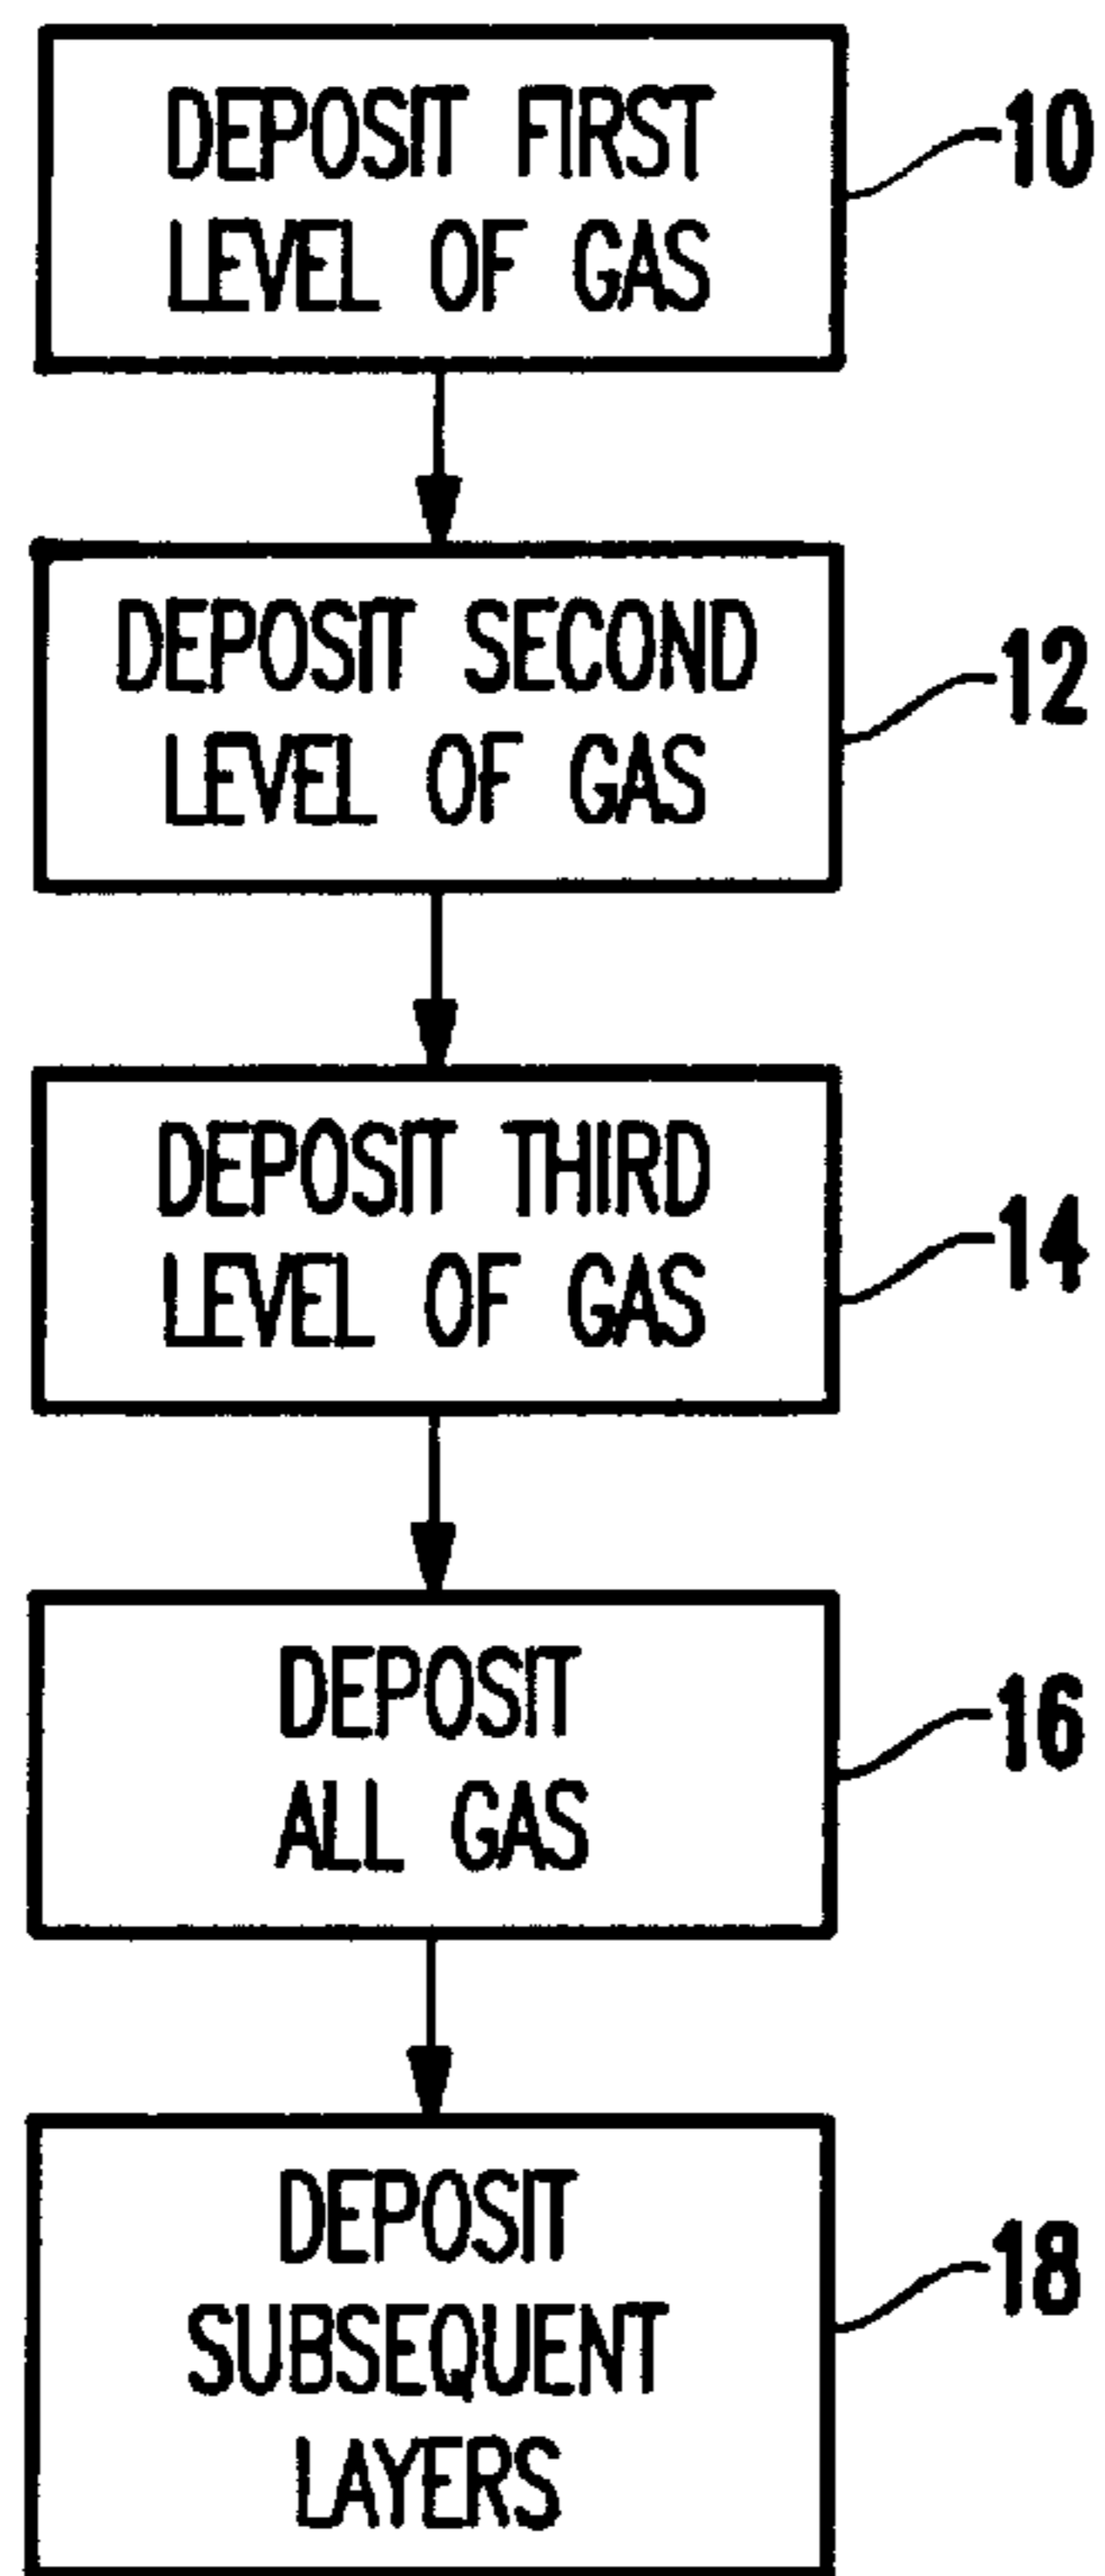 DEPOSIT FIRST
LEVEL OF GAS
10
DEPOSIT SECOND
LEVEL OF GAS
12
DEPOSIT THIRD
LEVEL OF GAS
14
DEPOSIT
ALL GAS
16
DEPOSIT
SUBSEQUENT
LAYERS
18